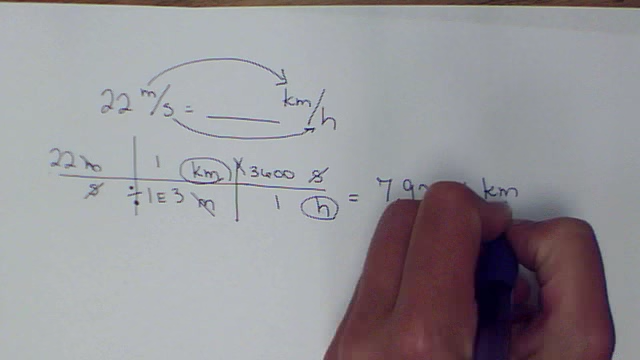 22 m/s = ______ km/h
22 m | 1 km | × 3600 s
s | ÷ 1E3 m | 1 h = 79 km